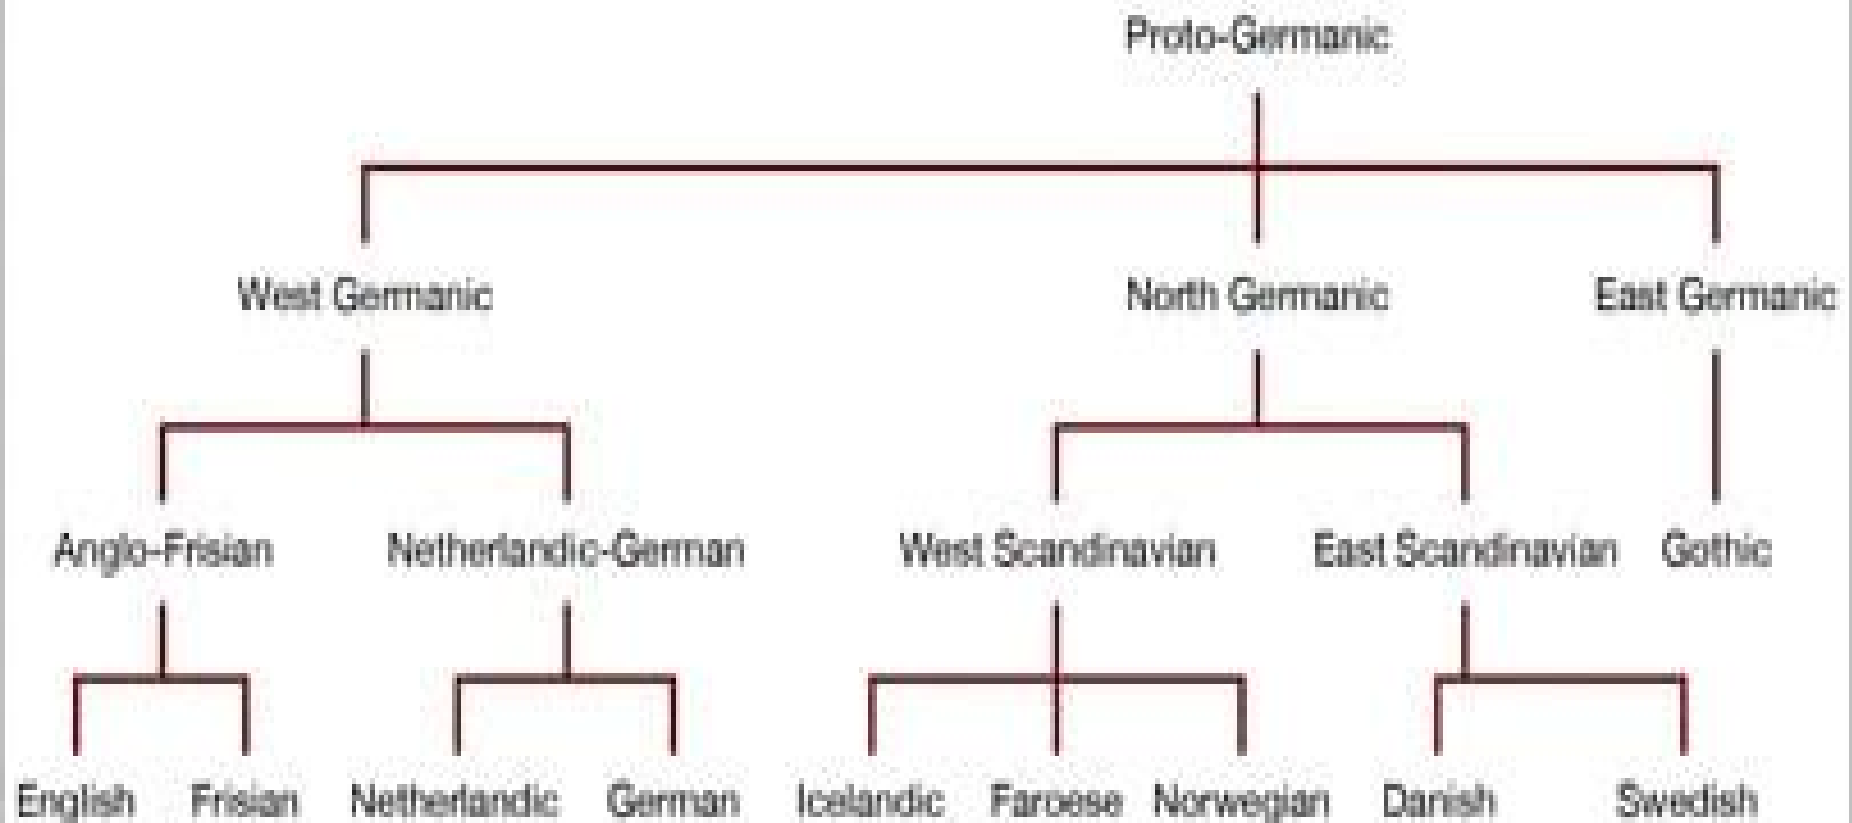 Proto-Germanic
West Germanic North Germanic East Germanic
Anglo-Frisian Netherlandic-German West Scandinavian East Scandinavian Gothic
English Frisian Netherlandic German Icelandic Faroese Norwegian Danish Swedish